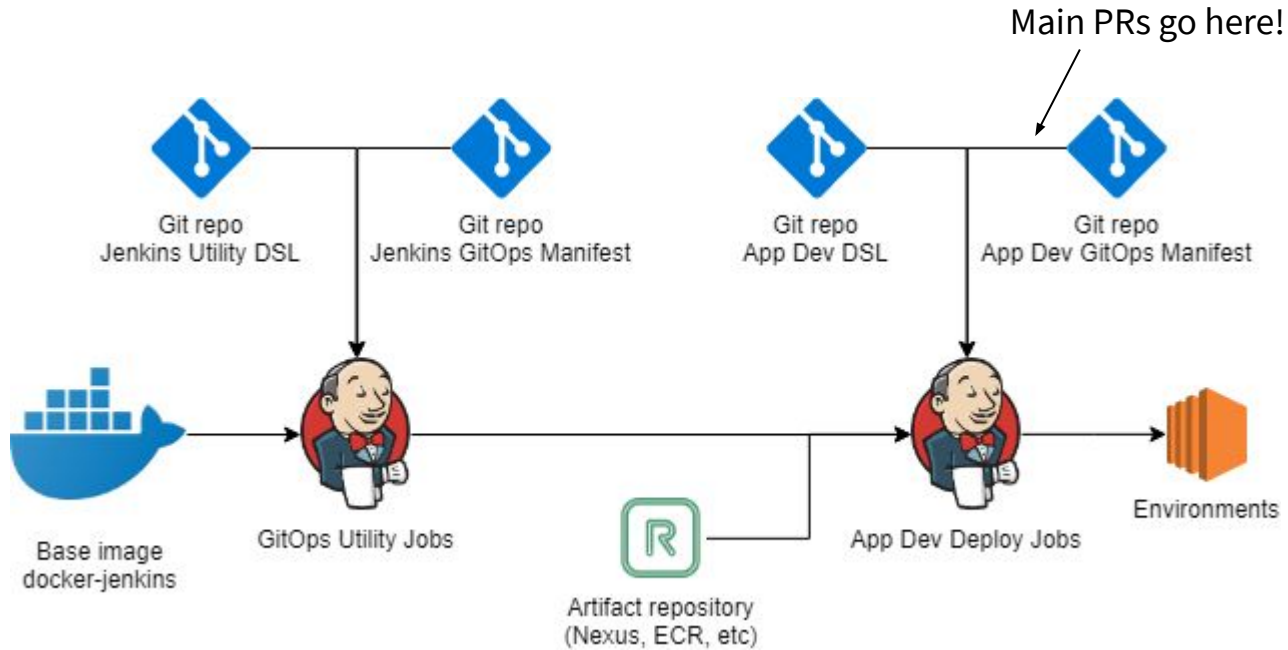 Main PRs go here!
Git repo
Jenkins Utility DSL
Git repo
Jenkins GitOps Manifest
Git repo
App Dev DSL
Git repo
App Dev GitOps Manifest
Base image
docker-jenkins
GitOps Utility Jobs
R
Artifact repository
(Nexus, ECR, etc)
App Dev Deploy Jobs
Environments